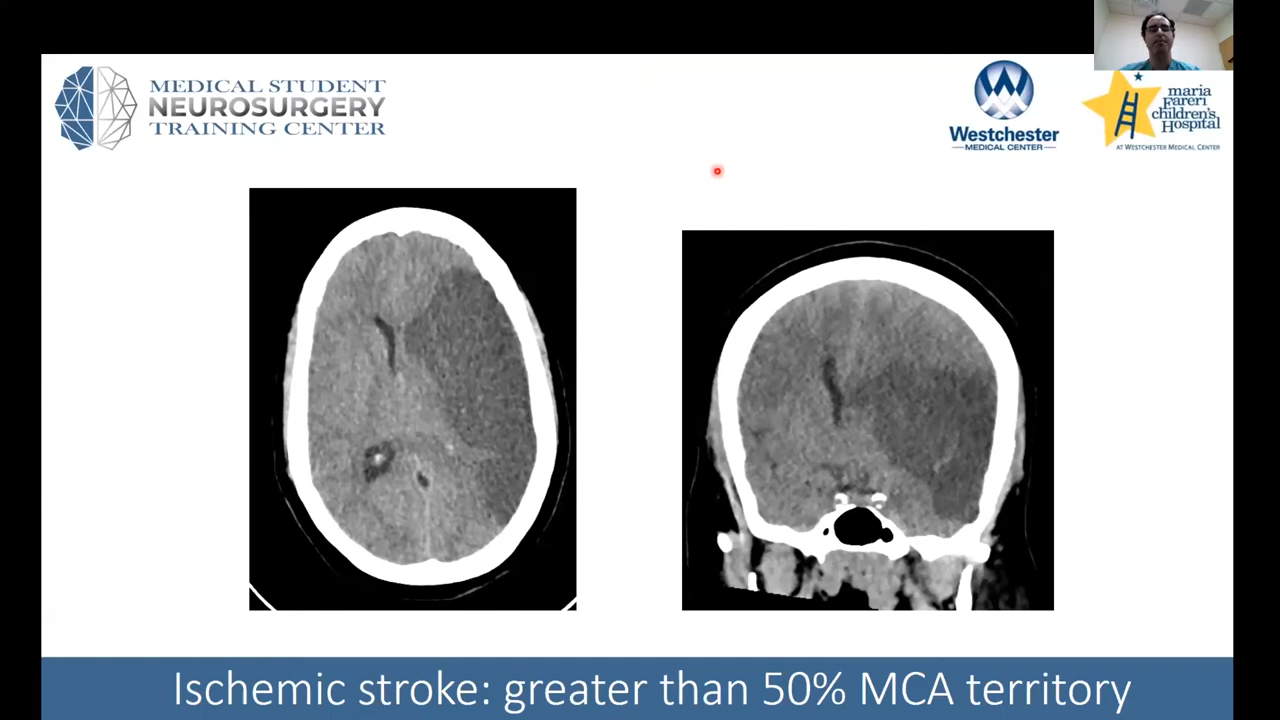 MEDICAL STUDENT
NEUROSURGERY
TRAINING CENTER
Westchester
MEDICAL CENTER
maria
Fareri
children's
Hospital
AT WESTCHESTER MEDICAL CENTER
Ischemic stroke: greater than 50% MCA territory